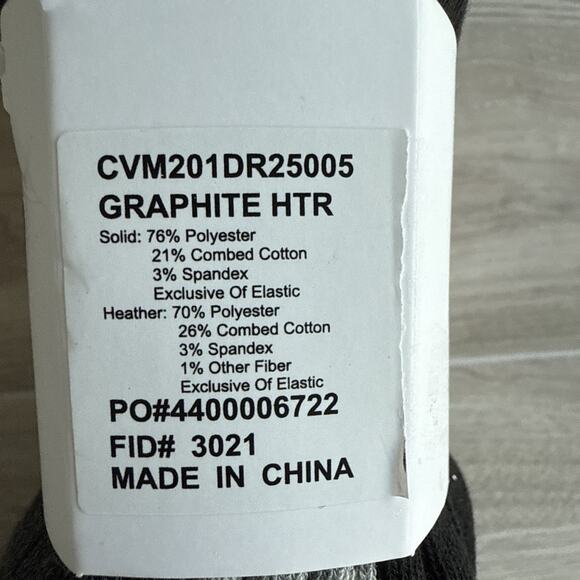 CVM201DR25005
GRAPHITE HTR
Solid: 76% Polyester
21% Combed Cotton
3% Spandex
Exclusive Of Elastic
Heather: 70% Polyester
26% Combed Cotton
3% Spandex
1% Other Fiber
Exclusive Of Elastic
PO#4400006722
FID# 3021
MADE IN CHINA